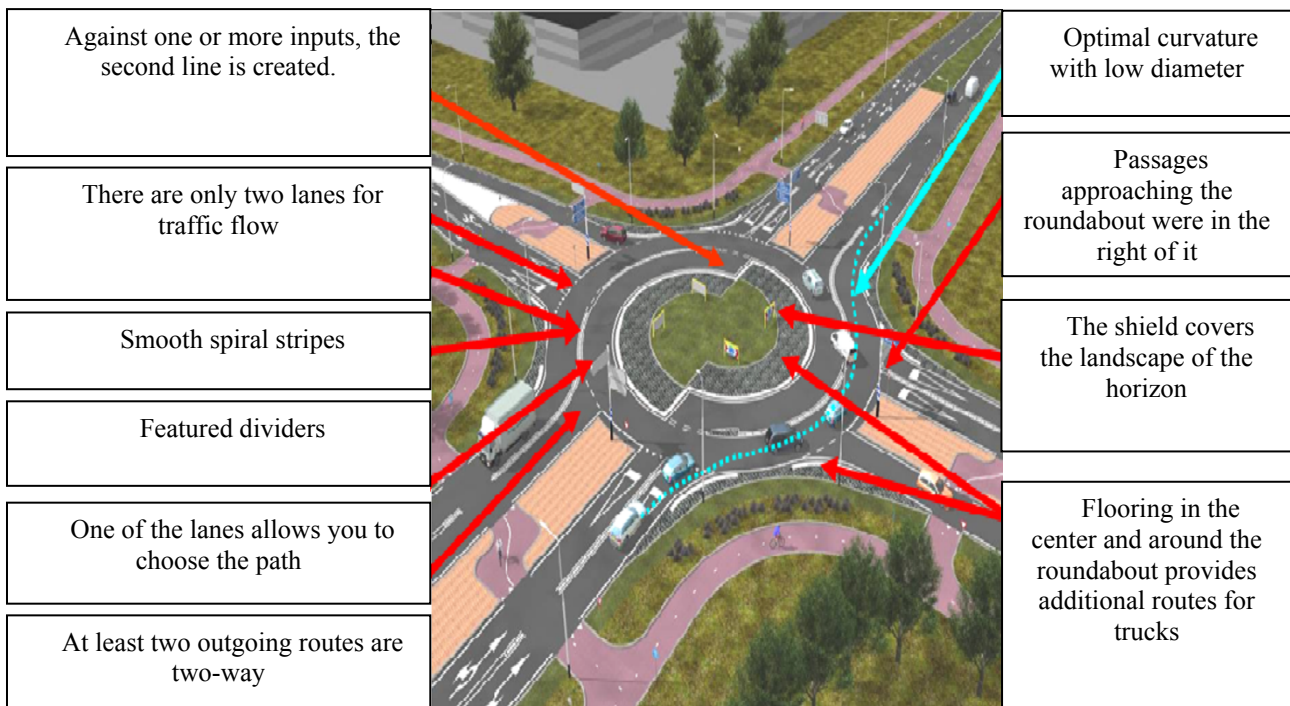 Against one or more inputs, the
second line is created.
There are only two lanes for
traffic flow
Smooth spiral stripes
Featured dividers
One of the lanes allows you to
choose the path
At least two outgoing routes are
two-way
Optimal curvature
with low diameter
Passages
approaching the
roundabout were in the
right of it
The shield covers
the landscape of the
horizon
Flooring in the
center and around the
roundabout provides
additional routes for
trucks